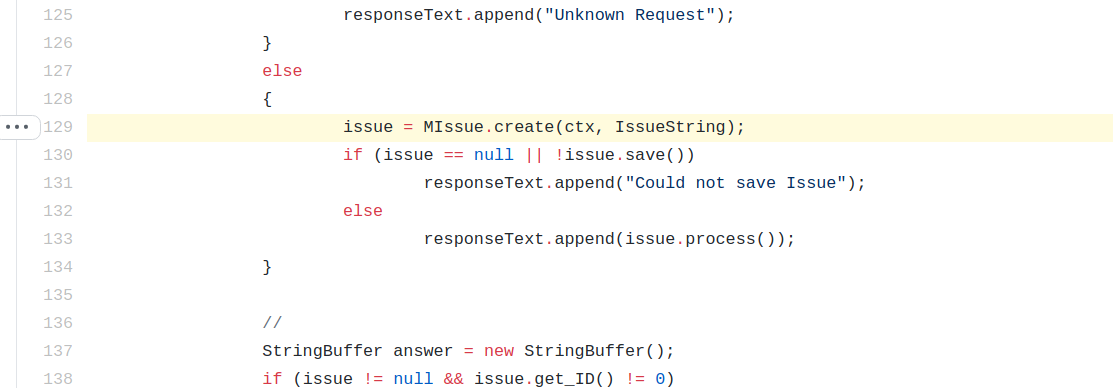 125 responseText.append("Unknown Request");
126 }
127 else
128 {
129 issue = MIssue.create(ctx, IssueString);
130 if (issue == null || !issue.save())
131 responseText.append("Could not save Issue");
132 else
133 responseText.append(issue.process());
134 }
135
136 //
137 StringBuffer answer = new StringBuffer();
138 if (issue != null && issue.get_ID() != 0)